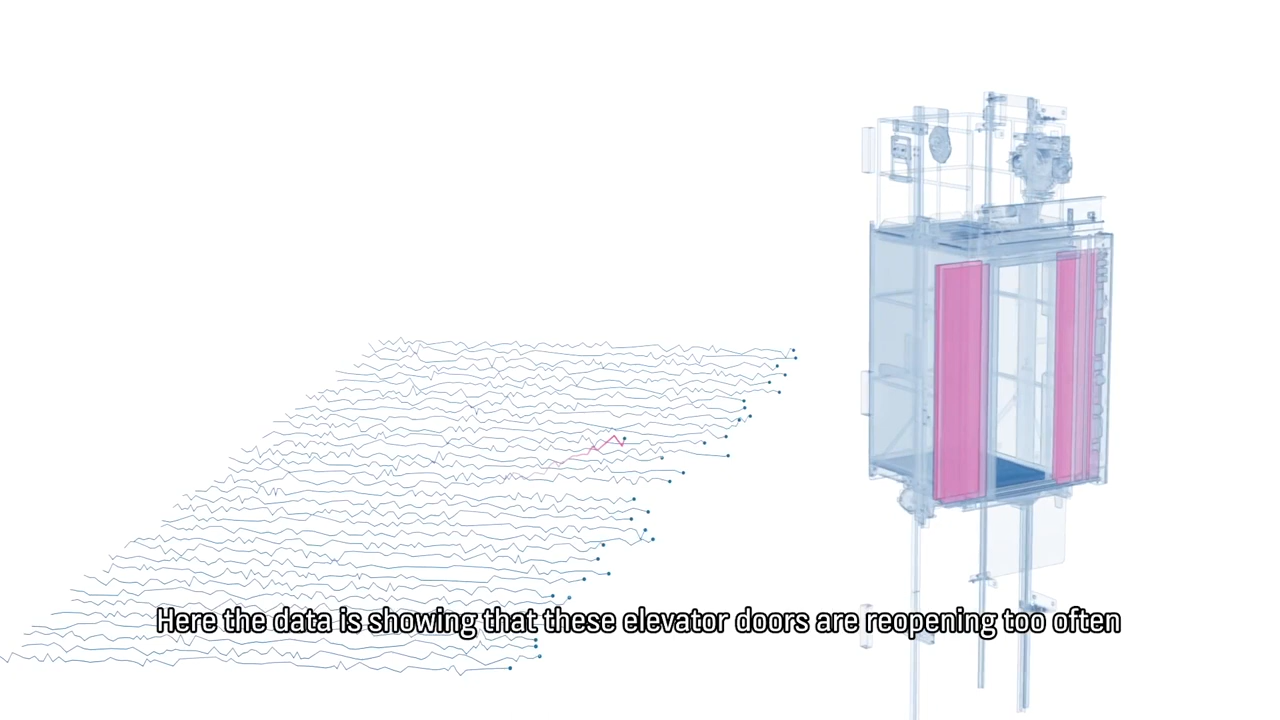 Here the data is showing that these elevator doors are reopening too often